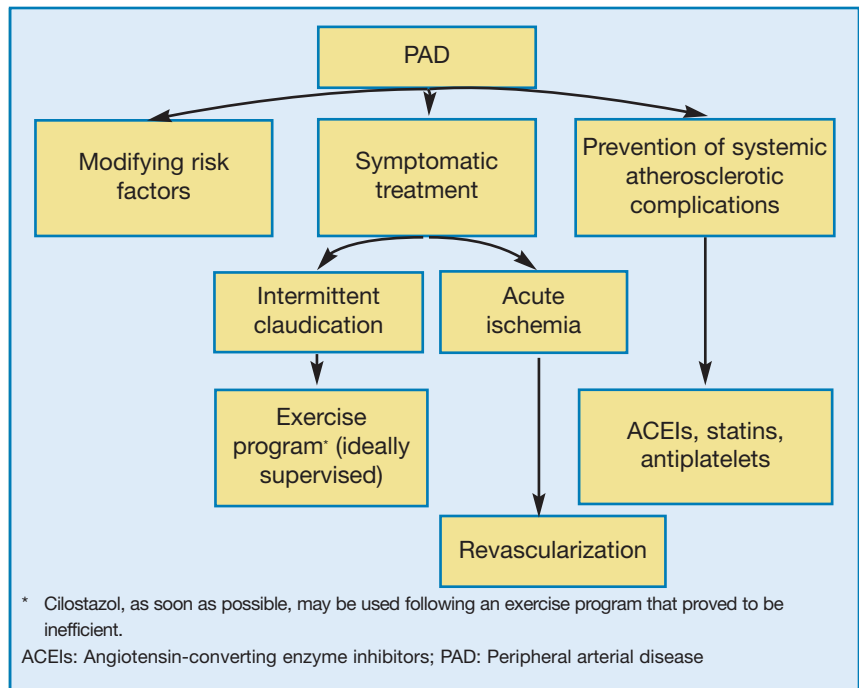 PAD
Modifying risk
factors
Symptomatic
treatment
Prevention of systemic
atherosclerotic
complications
Intermittent
claudication
Acute
ischemia
Exercise
program* (ideally
supervised)
ACEIs, statins,
antiplatelets
Revascularization
* Cilostazol, as soon as possible, may be used following an exercise program that proved to be
inefficient.
ACEIs: Angiotensin-converting enzyme inhibitors; PAD: Peripheral arterial disease